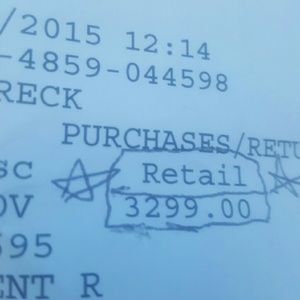 /2015 12:14
-4859-044598
RECK
PURCHASES/RETU
SC Retail
OV 3299.00
595
ENT R